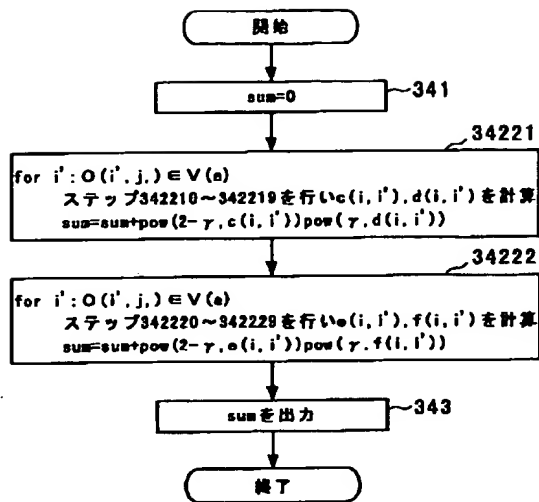 開始
sum=0
341
34221
for i':O(i',j,)∈V(a)
ステップ342210~342219を行いc(i,i'),d(i,i')を計算
sum=sum+pow(2-γ,c(i,i'))pow(γ,d(i,i'))
34222
for i':O(i',j,)∈V(a)
ステップ342220~342229を行いe(i,i'),f(i,i')を計算
sum=sum+pow(2-γ,e(i,i'))pow(γ.f(i,i'))
sumを出力
343
終了